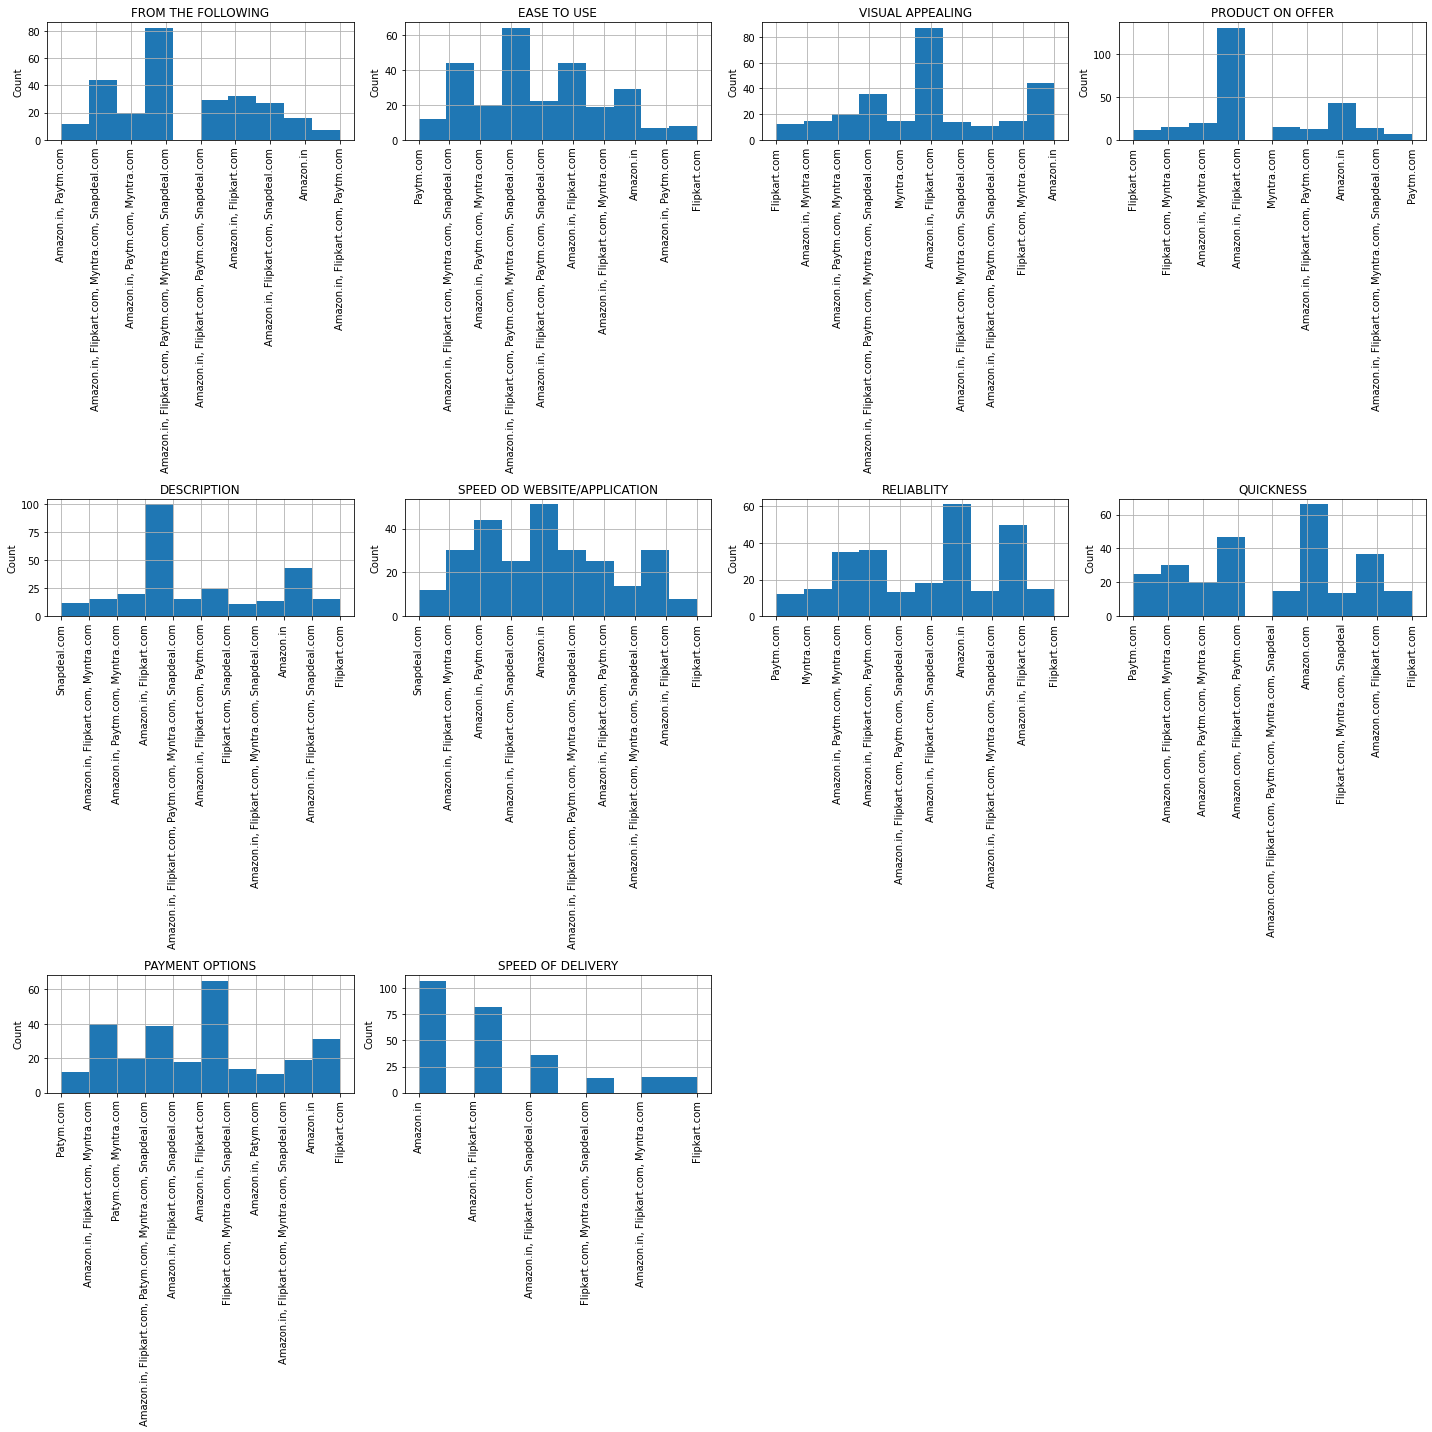 FROM THE FOLLOWING
Count
80
60
40
20
0
Amazon.in, Paytm.com
Amazon.in, Flipkart.com, Myntra.com, Snapdeal.com
Amazon.in, Paytm.com, Myntra.com
Amazon.in, Flipkart.com, Paytm.com, Myntra.com, Snapdeal.com
Amazon.in, Flipkart.com, Paytm.com, Snapdeal.com
Amazon.in, Flipkart.com
Amazon.in, Flipkart.com, Snapdeal.com
Amazon.in
Amazon.in, Flipkart.com, Paytm.com
EASE TO USE
Count
60
40
20
0
Paytm.com
Amazon.in, Flipkart.com, Myntra.com, Snapdeal.com
Amazon.in, Paytm.com, Myntra.com
Amazon.in, Flipkart.com, Paytm.com, Myntra.com, Snapdeal.com
Amazon.in, Flipkart.com, Paytm.com, Snapdeal.com
Amazon.in, Flipkart.com
Amazon.in, Flipkart.com, Myntra.com
Amazon.in
Amazon.in, Paytm.com
Flipkart.com
VISUAL APPEALING
Count
80
60
40
20
0
Flipkart.com
Amazon.in, Myntra.com
Amazon.in, Paytm.com, Myntra.com
Amazon.in, Flipkart.com, Paytm.com, Myntra.com, Snapdeal.com
Myntra.com
Amazon.in, Flipkart.com
Amazon.in, Flipkart.com, Myntra.com, Snapdeal.com
Amazon.in, Flipkart.com, Paytm.com, Snapdeal.com
Flipkart.com, Myntra.com
Amazon.in
PRODUCT ON OFFER
Count
100
50
0
Flipkart.com
Flipkart.com, Myntra.com
Amazon.in, Myntra.com
Amazon.in, Flipkart.com
Myntra.com
Amazon.in, Flipkart.com, Paytm.com
Amazon.in
Amazon.in, Flipkart.com, Myntra.com, Snapdeal.com
Paytm.com
DESCRIPTION
Count
100
75
50
25
0
Snapdeal.com
Amazon.in, Flipkart.com, Myntra.com
Amazon.in, Paytm.com, Myntra.com
Amazon.in, Flipkart.com
Amazon.in, Flipkart.com, Paytm.com, Myntra.com, Snapdeal.com
Amazon.in, Flipkart.com, Paytm.com
Flipkart.com, Snapdeal.com
Amazon.in, Flipkart.com, Myntra.com, Snapdeal.com
Amazon.in
Amazon.in, Flipkart.com, Snapdeal.com
Flipkart.com
SPEED OD WEBSITE/APPLICATION
Count
40
20
0
Snapdeal.com
Amazon.in, Flipkart.com, Myntra.com
Amazon.in, Paytm.com
Amazon.in, Flipkart.com, Snapdeal.com
Amazon.in
Amazon.in, Flipkart.com, Paytm.com, Myntra.com, Snapdeal.com
Amazon.in, Flipkart.com, Paytm.com
Amazon.in, Flipkart.com, Myntra.com, Snapdeal.com
Amazon.in, Flipkart.com
Flipkart.com
RELIABLITY
Count
60
40
20
0
Paytm.com
Myntra.com
Amazon.in, Paytm.com, Myntra.com
Amazon.in, Flipkart.com, Paytm.com
Amazon.in, Flipkart.com, Paytm.com, Snapdeal.com
Amazon.in, Flipkart.com, Snapdeal.com
Amazon.in
Amazon.in, Flipkart.com, Myntra.com, Snapdeal.com
Amazon.in, Flipkart.com
Flipkart.com
QUICKNESS
Count
60
40
20
0
Paytm.com
Amazon.com, Flipkart.com, Myntra.com
Amazon.com, Paytm.com, Myntra.com
Amazon.com, Flipkart.com, Paytm.com
Amazon.com, Flipkart.com, Paytm.com, Myntra.com, Snapdeal
Amazon.com
Flipkart.com, Myntra.com, Snapdeal
Amazon.com, Flipkart.com
Flipkart.com
PAYMENT OPTIONS
Count
60
40
20
0
Patym.com
Amazon.in, Flipkart.com, Myntra.com
Patym.com, Myntra.com
Amazon.in, Flipkart.com, Patym.com, Myntra.com, Snapdeal.com
Amazon.in, Flipkart.com, Snapdeal.com
Amazon.in, Flipkart.com
Flipkart.com, Myntra.com, Snapdeal.com
Amazon.in, Patym.com
Amazon.in, Flipkart.com, Myntra.com, Snapdeal.com
Amazon.in
Flipkart.com
SPEED OF DELIVERY
Count
100
75
50
25
0
Amazon.in
Amazon.in, Flipkart.com
Amazon.in, Flipkart.com, Snapdeal.com
Flipkart.com, Myntra.com, Snapdeal.com
Amazon.in, Flipkart.com, Myntra.com
Flipkart.com